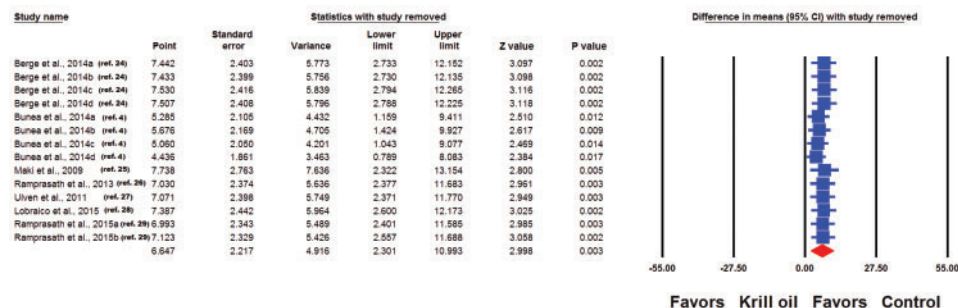 Study name Statistics with study removed Difference in means (95% CI) with study removed
Standard Lower Upper
Point error Variance limit limit Z value P value
Berge et al., 2014a (ref. 24) 7.442 2.403 5.773 2.733 12.152 3.097 0.002
Berge et al., 2014b (ref. 24) 7.433 2.399 5.756 2.730 12.135 3.098 0.002
Berge et al., 2014c (ref. 24) 7.530 2.416 5.839 2.794 12.265 3.116 0.002
Berge et al., 2014d (ref. 24) 7.507 2.408 5.796 2.788 12.225 3.118 0.002
Bunea et al., 2014a (ref. 4) 5.285 2.105 4.432 1.159 9.411 2.510 0.012
Bunea et al., 2014b (ref. 4) 5.676 2.169 4.705 1.424 9.927 2.617 0.009
Bunea et al., 2014c (ref. 4) 5.060 2.050 4.201 1.043 9.077 2.469 0.014
Bunea et al., 2014d (ref. 4) 4.436 1.861 3.463 0.789 8.083 2.384 0.017
Maki et al., 2009 (ref. 25) 7.738 2.763 7.636 2.322 13.154 2.800 0.005
Ramprasath et al., 2013 (ref. 26) 7.030 2.374 5.636 2.377 11.683 2.961 0.003
Ulven et al., 2011 (ref. 27) 7.071 2.398 5.749 2.371 11.770 2.949 0.003
Lobraico et al., 2015 (ref. 28) 7.387 2.442 5.964 2.600 12.173 3.025 0.002
Ramprasath et al., 2015a (ref. 29) 6.993 2.343 5.489 2.401 11.585 2.985 0.003
Ramprasath et al., 2015b (ref. 29) 7.123 2.329 5.426 2.557 11.688 3.058 0.002
6.647 2.217 4.916 2.301 10.993 2.998 0.003
-55.00 -27.50 0.00 27.50 55.00
Favors Krill oil Favors Control